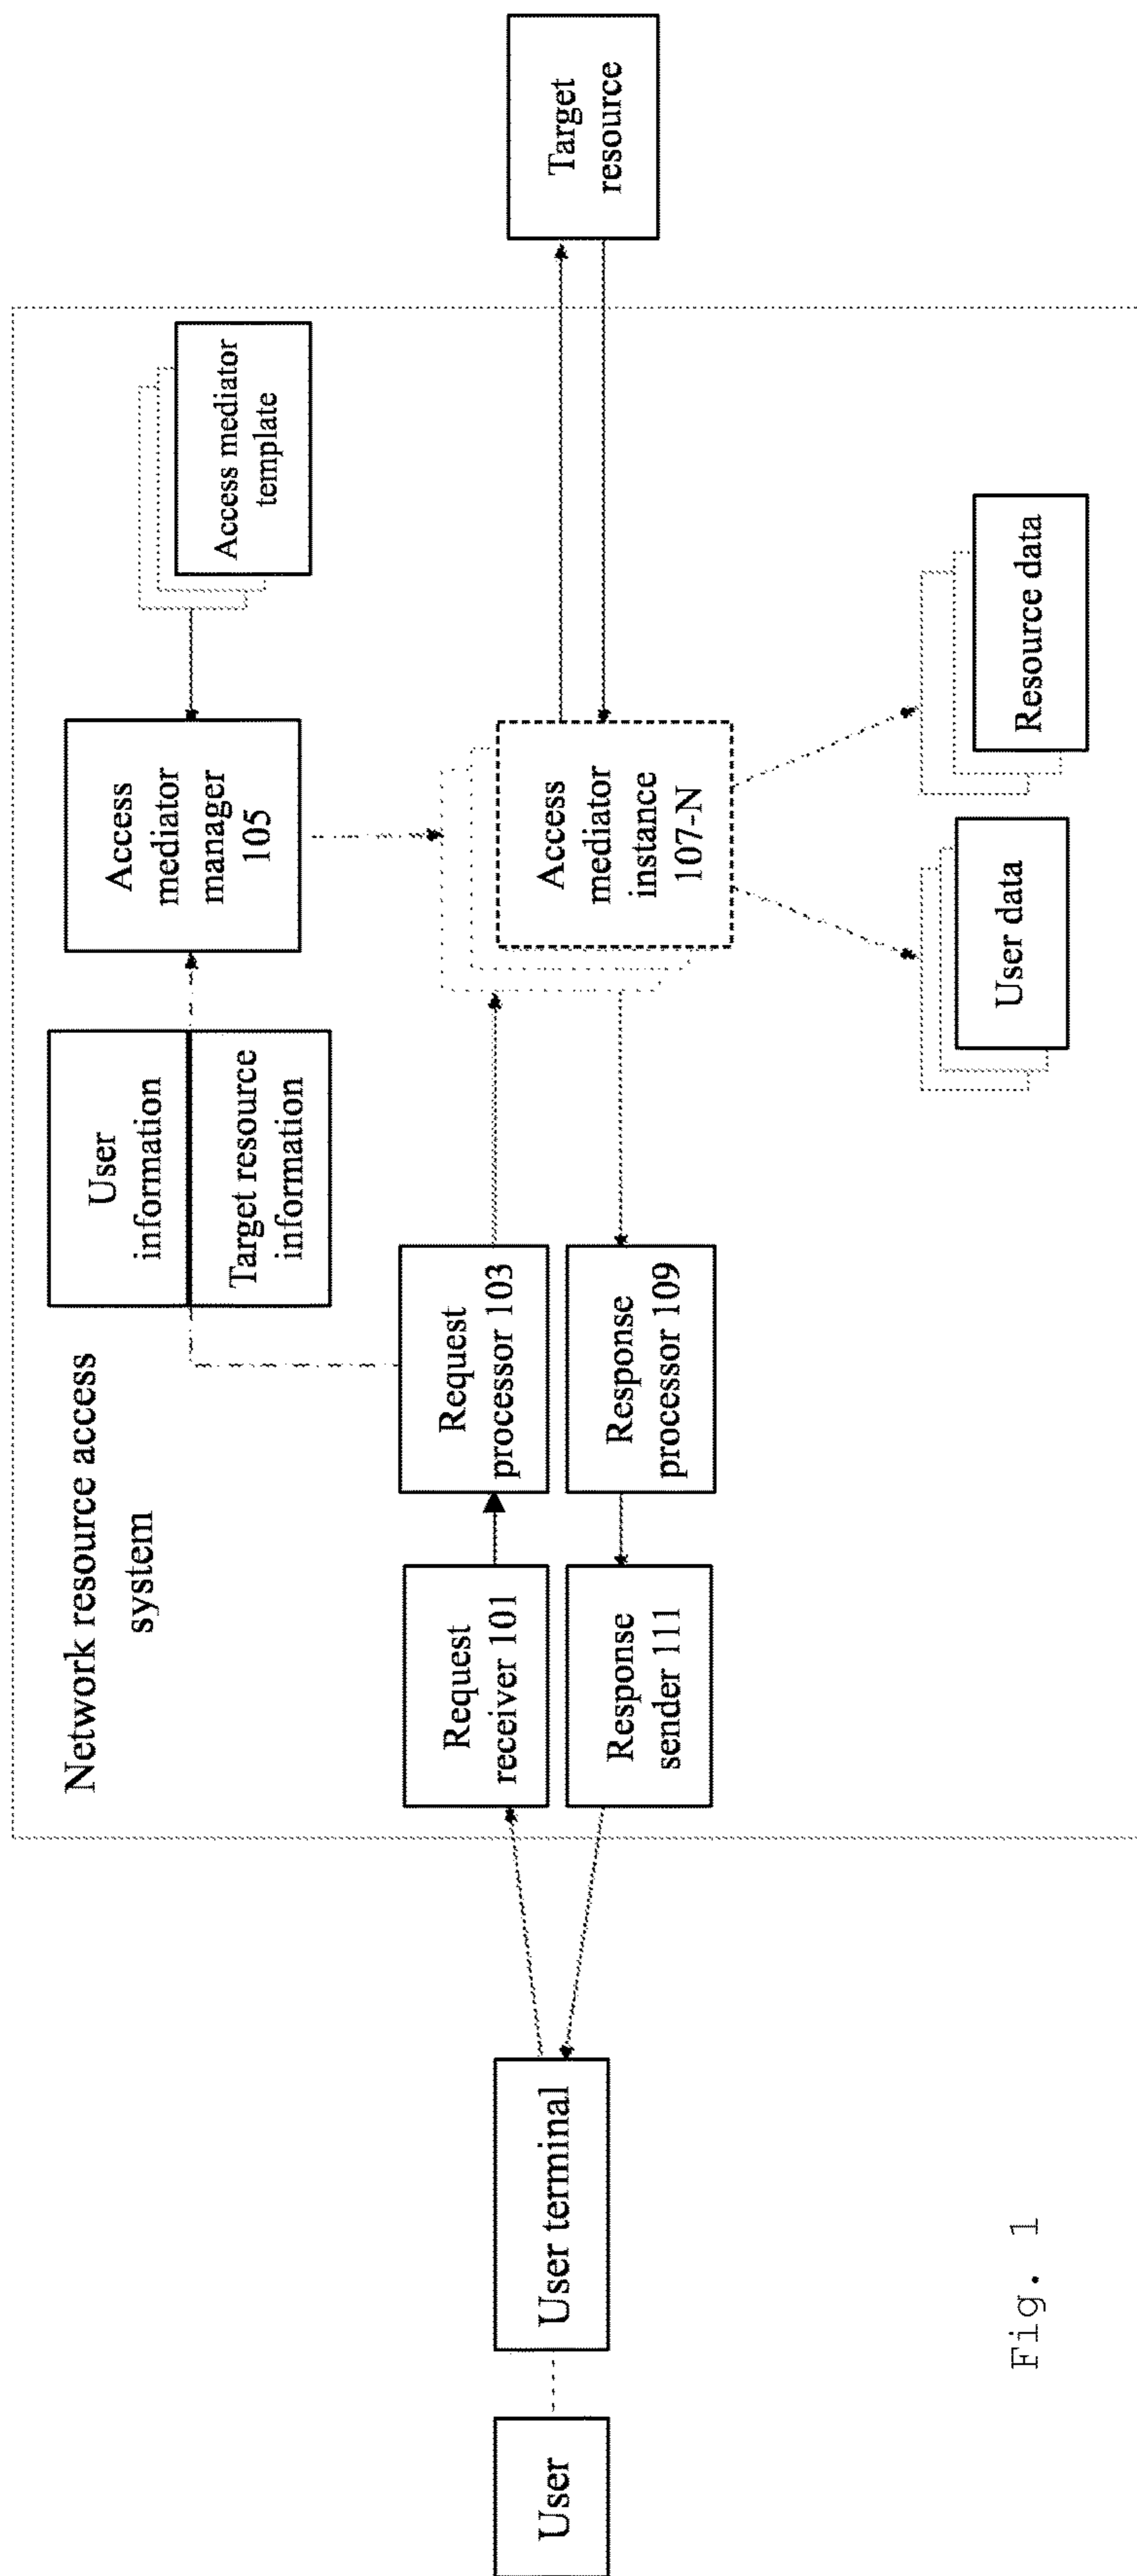 Network resource access
system
User
information
Target resource
information
Access
mediator
manager
105
Access mediator
template
User
User terminal
Request
receiver 101
Request
processor 103
Response
sender 111
Response
processor 109
Access
mediator
instance
107-N
Target
resource
User data
Resource data
Fig. 1